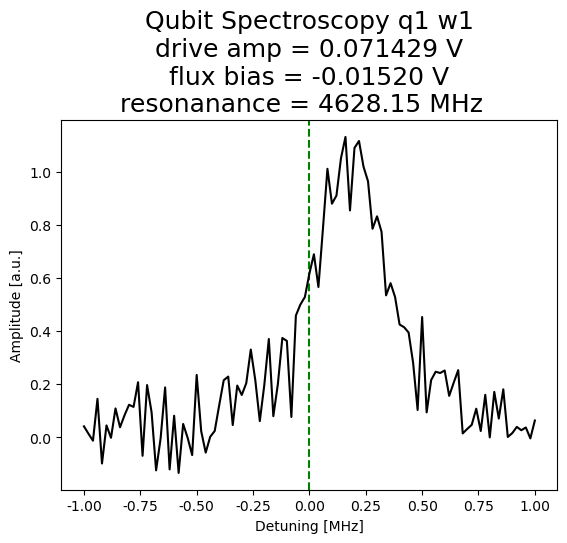 Qubit Spectroscopy q1 w1
drive amp = 0.071429 V
flux bias = -0.01520 V
resonanance = 4628.15 MHz
Amplitude [a.u.]
1.0
0.8
0.6
0.4
0.2
0.0
-1.00 -0.75 -0.50 -0.25 0.00 0.25 0.50 0.75 1.00
Detuning [MHz]